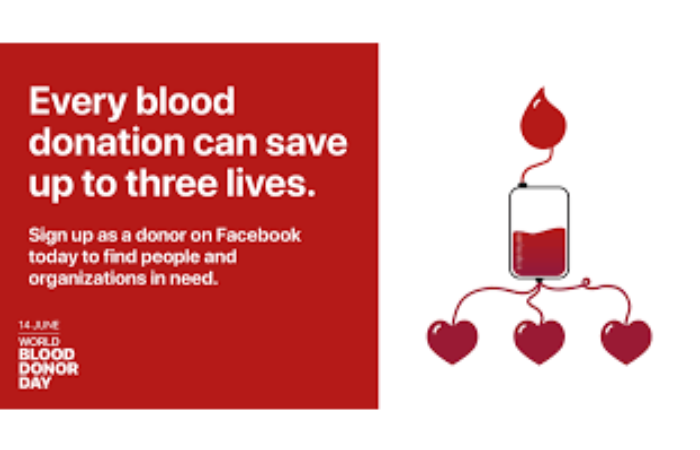 Every blood
donation can save
up to three lives.
Sign up as a donor on Facebook
today to find people and
organizations in need.
14 JUNE
WORLD
BLOOD
DONOR
DAY